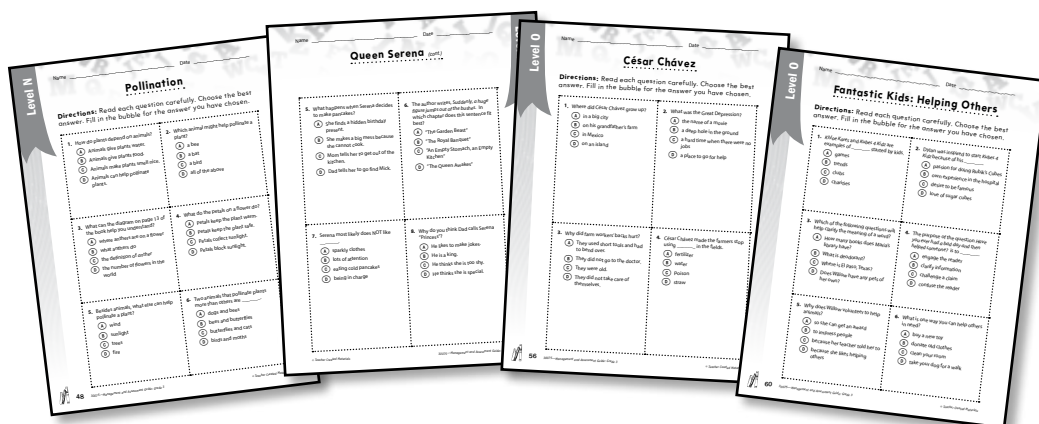 Level N
Name Date
Pollination
Directions: Read each question carefully. Choose the best
answer. Fill in the bubble for the answer you have chosen.
1. How do plants depend on animals?
A Animals give plants water.
B Animals give plants food.
C Animals make plants smell nice.
D Animals can help pollinate
plants.
2. Which animal might help pollinate a
plant?
A a bee
B a bat
C a bird
D all of the above
3. What can the diagram on page 13 of
the book help you understand?
A where anthers are on a flower
B what anthers do
C the definition of anther
D the number of flowers in the
world
4. What do the petals on a flower do?
A Petals keep the plant warm.
B Petals keep the plant safe.
C Petals collect sunlight.
D Petals block sunlight.
5. Besides animals, what else can help
pollinate a plant?
A wind
B sunlight
C trees
D fire
6. Two animals that pollinate plants
more than others are
A dogs and bees
B bees and butterflies
C butterflies and cats
D birds and moths
48
Name Date
Queen Serena (cont.)
5. What happens when Serena decides
to make pancakes?
A She finds a hidden birthday
present.
B She makes a big mess because
she cannot cook.
C Mom tells her to get out of the
kitchen.
D Dad tells her to go find Mick.
6. The author writes, Suddenly, a huge
figure jumps out of the bushes. In
which chapter does this sentence fit
best?
A "The Garden Beast"
B "The Royal Banquet"
C "An Empty Stomach, an Empty
Kitchen"
D "The Queen Awakes"
7. Serena most likely does NOT like
A sparkly clothes
B lots of attention
C eating cold pancakes
D being in charge
8. Why do you think Dad calls Serena
"Princess"?
A He likes to make jokes.
B He is a king.
C He thinks she is too shy.
D He thinks she is special.
Level O
Name Date
César Chávez
Directions: Read each question carefully. Choose the best
answer. Fill in the bubble for the answer you have chosen.
1. Where did César Chávez grow up?
A in a big city
B on his grandfather's farm
C in Mexico
D on an island
2. What was the Great Depression?
A the name of a movie
B a deep hole in the ground
C a hard time when there were no
jobs
D a place to go for help
3. Why did farm workers' backs hurt?
A They used short tools and had
to bend over.
B They did not go to the doctor.
C They were old.
D They did not take care of
themselves.
4. César Chávez made the farmers stop
using in the fields.
A fertilizer
B water
C poison
D straw
56
Level O
Name Date
Fantastic Kids: Helping Others
Directions: Read each question carefully. Choose the best
answer. Fill in the bubble for the answer you have chosen.
1.
examples of started by kids.
A games
B trends
C clubs
D charities
2. Dylan was inspired to start
because of his
A passion for doing Rubik's Cubes
B own experience in the hospital
C desire to be famous
D love of sugar cubes
3. Which of the following questions will
help clarify the meaning of a word?
A How many books does Maria's
library have?
B What is
C Where is El Paso, Texas?
D Does Willow have any pets of
her own?
4. The purpose of the question Were
you ever had a bad day and then
helped someone? is to
A engage the reader
B clarify information
C challenge a claim
D confuse the reader
5. Why does Willow volunteer to help
animals?
A so she can get an award
B to impress people
C because her teacher told her to
D because she likes helping
others
6. What is one way you can help others
in need?
A buy a new toy
B donate old clothes
C clean your room
D take your dog for a walk
60